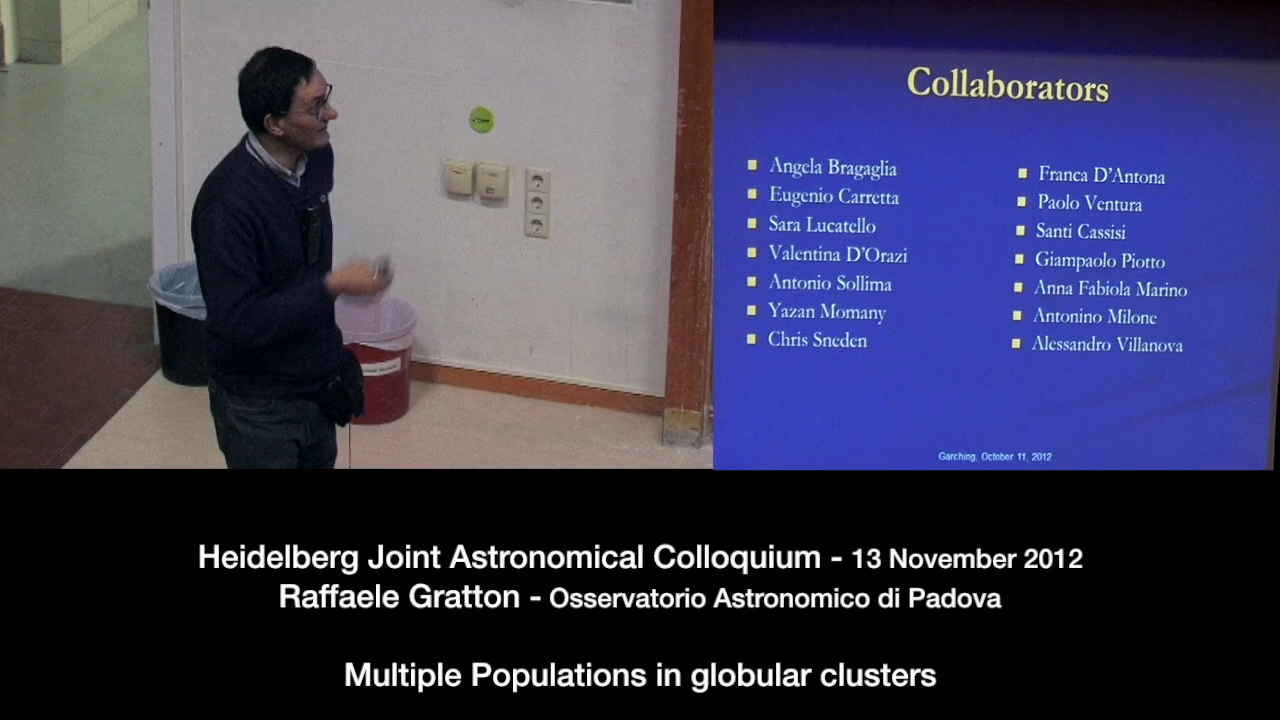 Collaborators
Angela Bragaglia
Eugenio Carretta
Sara Lucatello
Valentina D'Orazi
Antonio Sollima
Yazan Momany
Chris Sneden
Franca D'Antona
Paolo Ventura
Santi Cassisi
Giampaolo Piotto
Anna Fabiola Marino
Antonino Milone
Alessandro Villanova
Garching, October 11, 2012
Heidelberg Joint Astronomical Colloquium - 13 November 2012
Raffaele Gratton - Osservatorio Astronomico di Padova
Multiple Populations in globular clusters